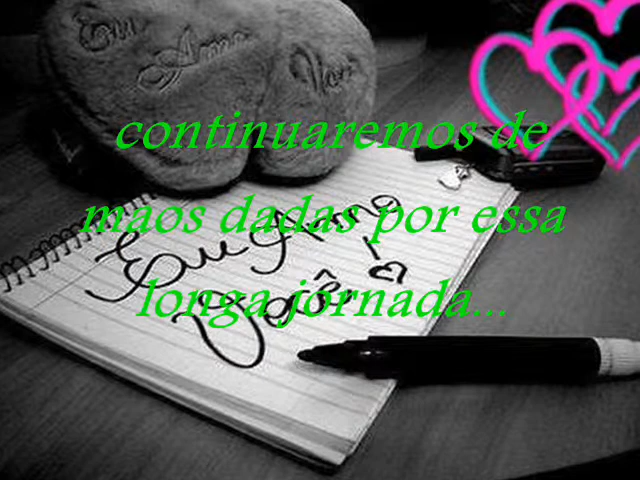 Eu Amo Você
continuaremos de
maos dadas por essa
longa jornada...
Eu Amo
Você!